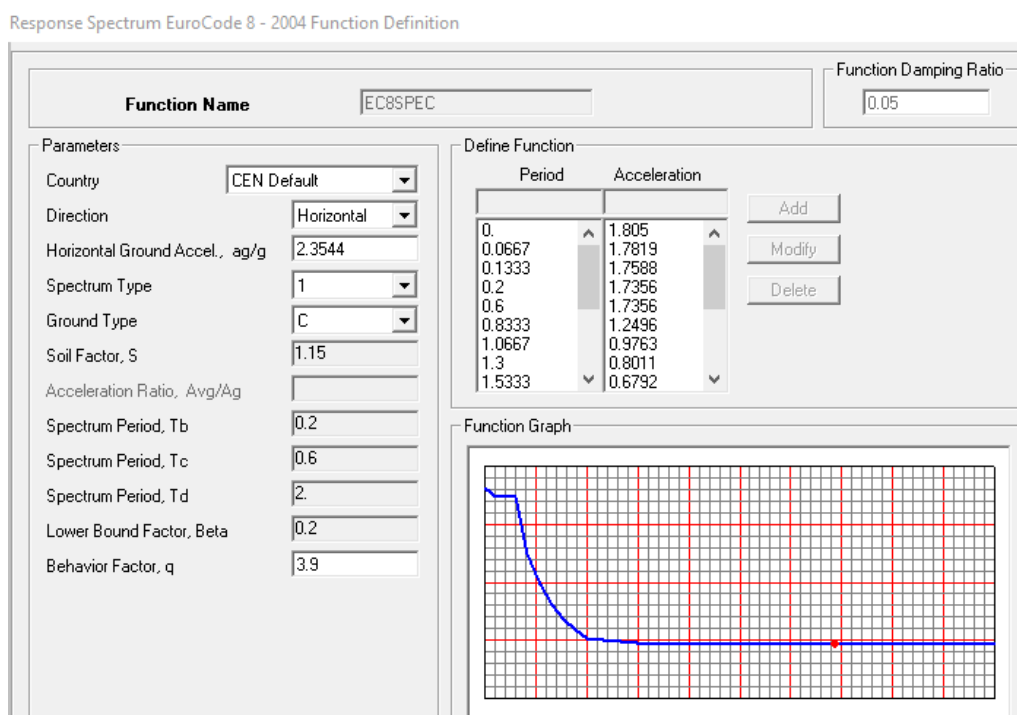 Response Spectrum EuroCode 8 - 2004 Function Definition
Function Name
EC8SPEC
Function Damping Ratio
0.05
Parameters
Country
CEN Default
Direction
Horizontal
Horizontal Ground Accel., ag/g
2.3544
Spectrum Type
1
Ground Type
C
Soil Factor, S
1.15
Acceleration Ratio, Avg/Ag
Spectrum Period, Tb
0.2
Spectrum Period, Tc
0.6
Spectrum Period, Td
2.
Lower Bound Factor, Beta
0.2
Behavior Factor, q
3.9
Define Function
Period Acceleration
0. 1.805
0.0667 1.7819
0.1333 1.7588
0.2 1.7356
0.6 1.7356
0.8333 1.2496
1.0667 0.9763
1.3 0.8011
1.5333 0.6792
Add
Modify
Delete
Function Graph